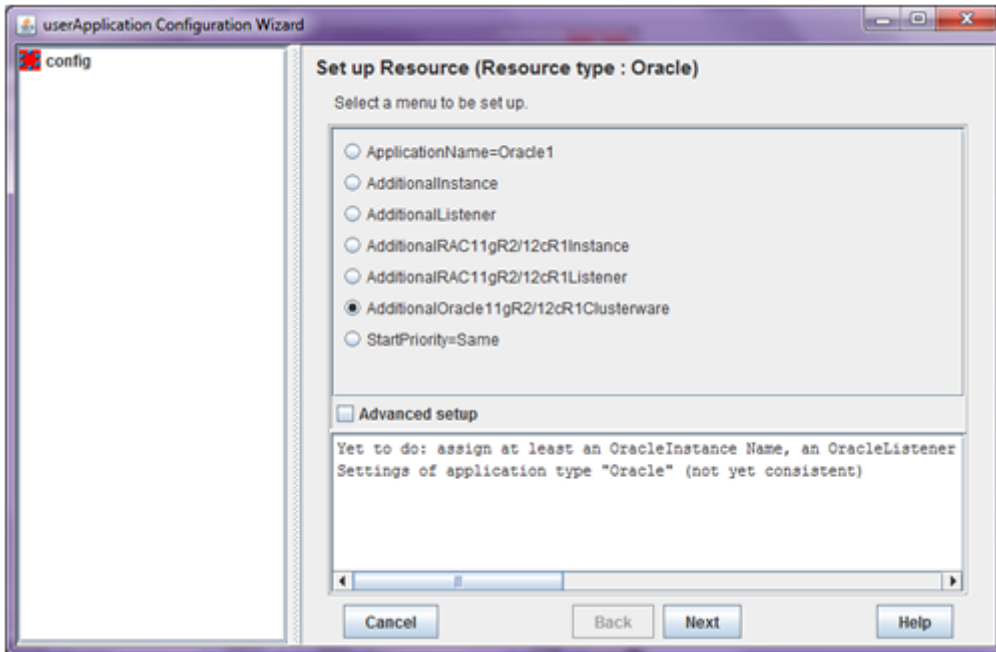 userApplication Configuration Wizard
config
Set up Resource (Resource type : Oracle)
Select a menu to be set up.
ApplicationName=Oracle1
AdditionalInstance
AdditionalListener
AdditionalRAC11gR2/12cR1Instance
AdditionalRAC11gR2/12cR1Listener
AdditionalOracle11gR2/12cR1Clusterware
StartPriority=Same
Advanced setup
Yet to do: assign at least an OracleInstance Name, an OracleListener
Settings of application type "Oracle" (not yet consistent)
Cancel Back Next Help